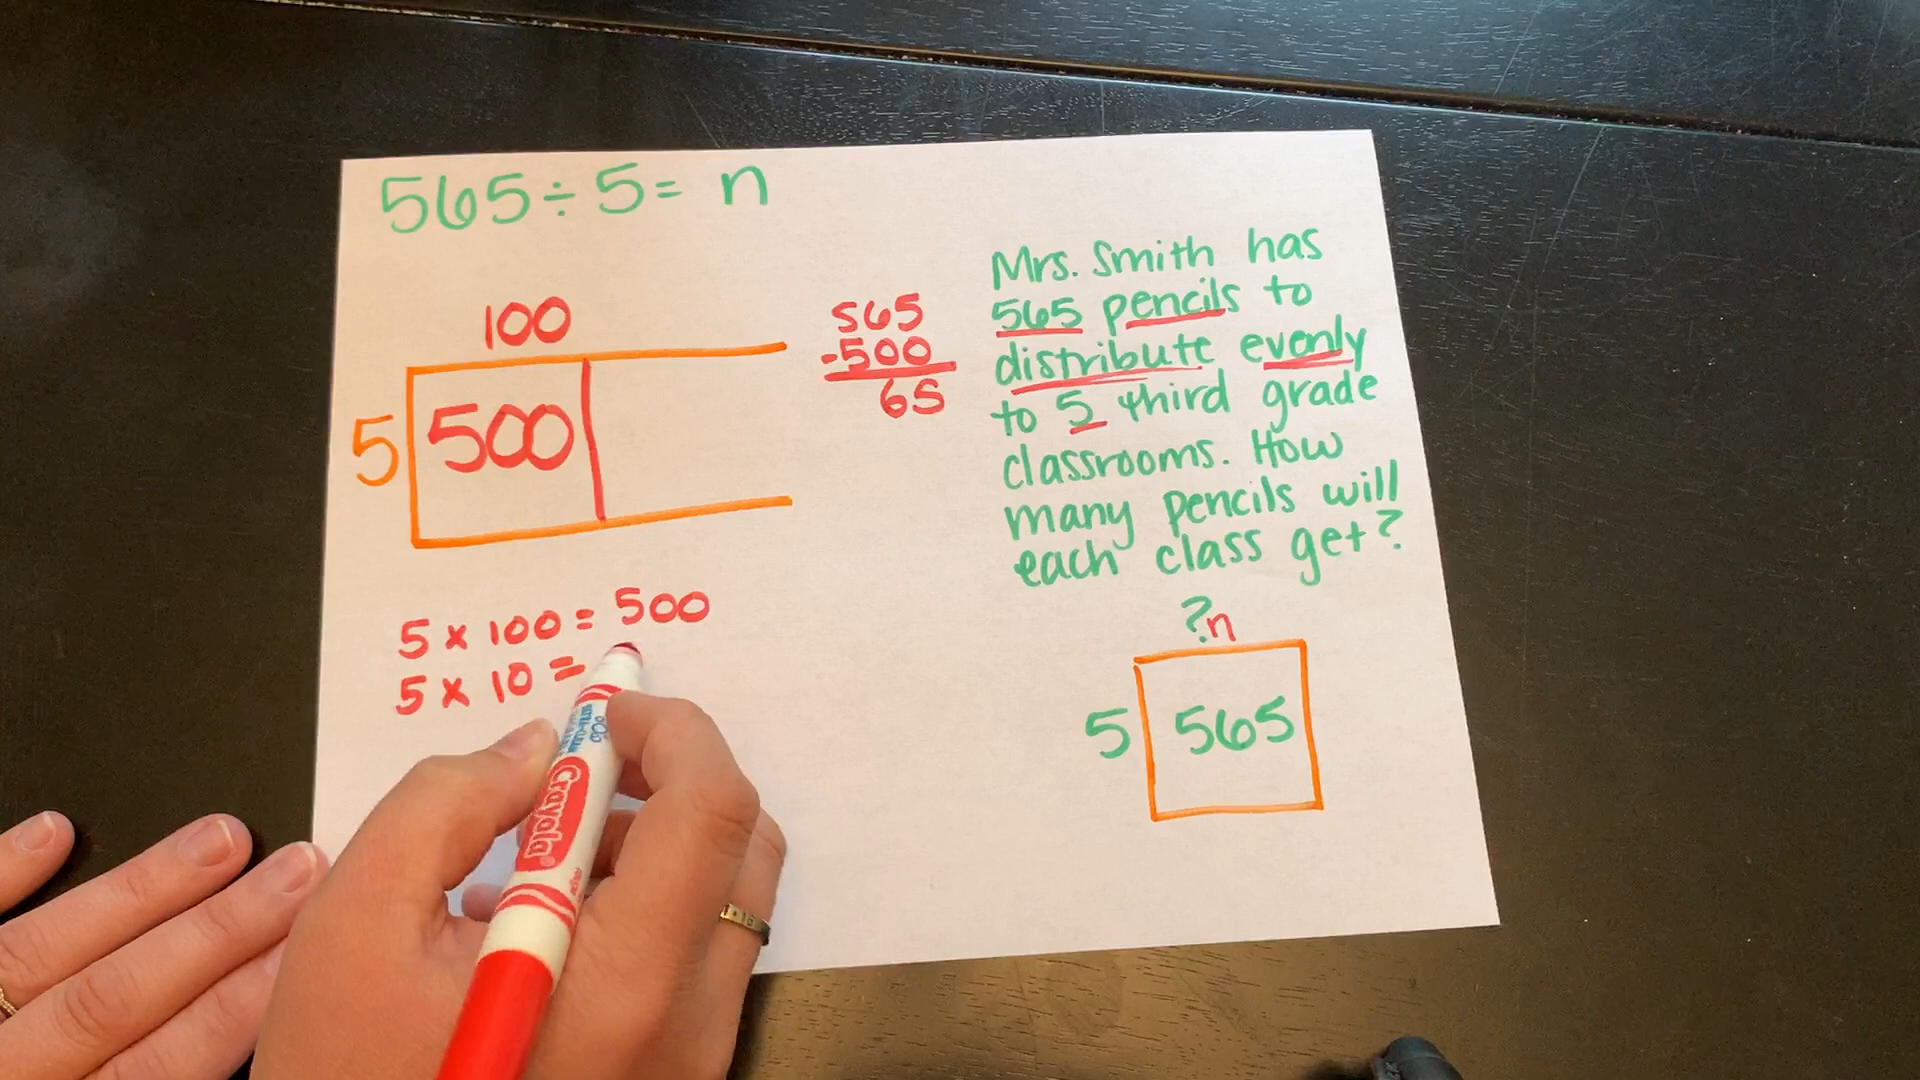 565 ÷ 5 = n
100
5
500
565
-500
65
5 x 100 = 500
5 x 10 =
Mrs. Smith has
565 pencils to
distribute evenly
to 5 third grade
classrooms. How
many pencils will
each class get?
?n
5
565
Crayola®